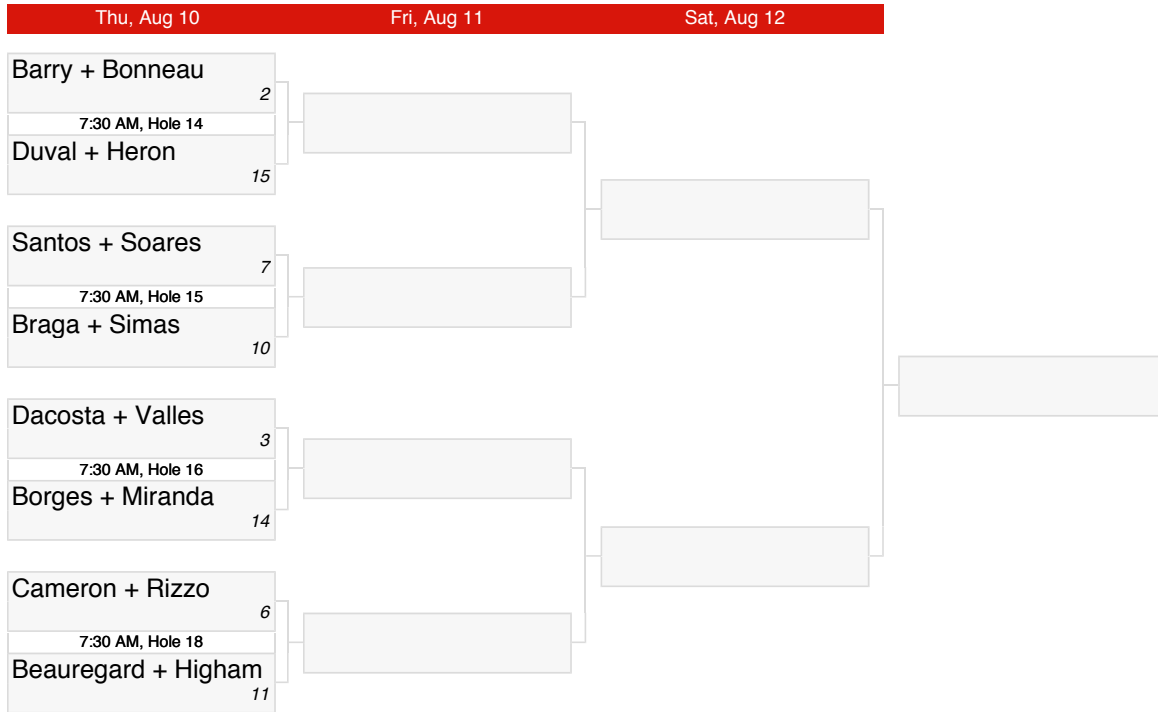 Thu, Aug 10 Fri, Aug 11 Sat, Aug 12
Barry + Bonneau
2
7:30 AM, Hole 14
Duval + Heron
15
Santos + Soares
7
7:30 AM, Hole 15
Braga + Simas
10
Dacosta + Valles
3
7:30 AM, Hole 16
Borges + Miranda
14
Cameron + Rizzo
6
7:30 AM, Hole 18
Beauregard + Higham
11